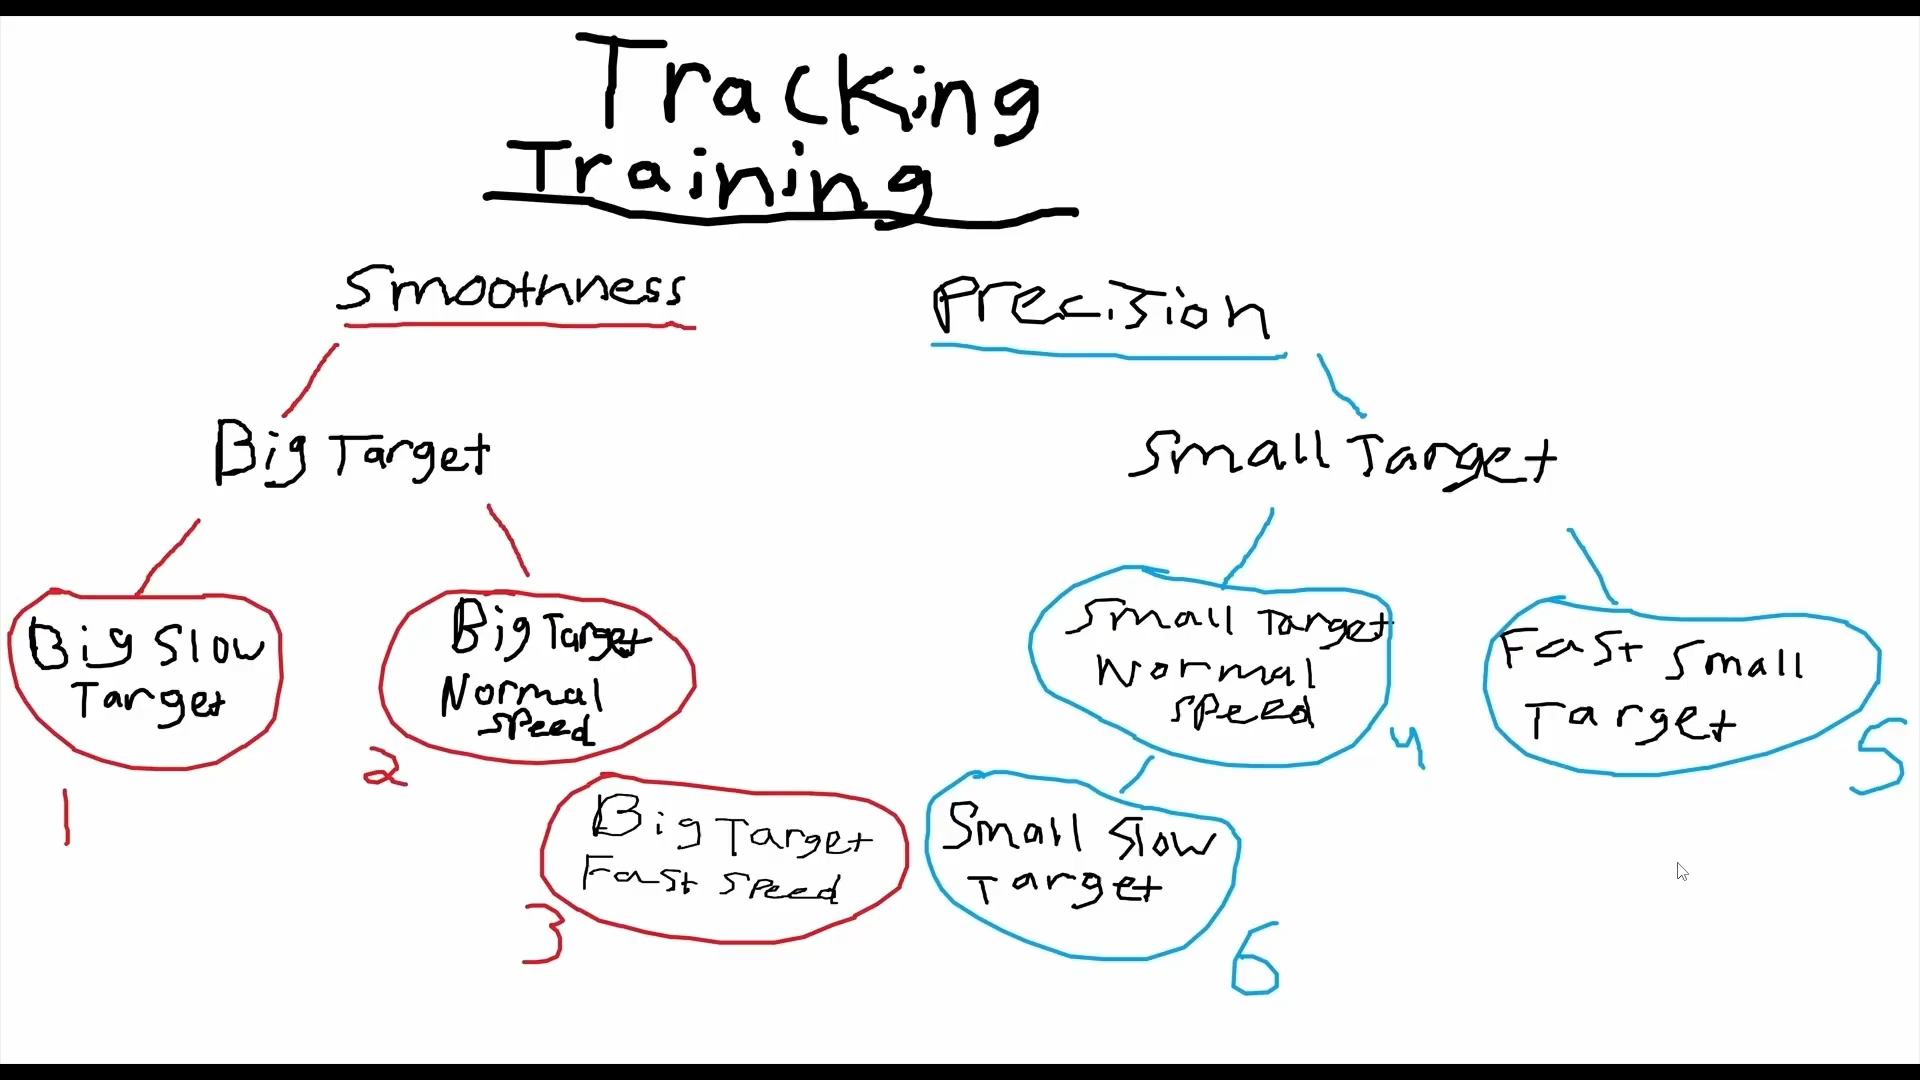 Tracking
Training
Smoothness
Precision
Big Target
Small Target
Big Slow
Target
1
Big Target
Normal
Speed
2
Big Target
Fast Speed
3
Small Target
Normal
Speed
4
Fast Small
Target
5
Small Slow
Target
6